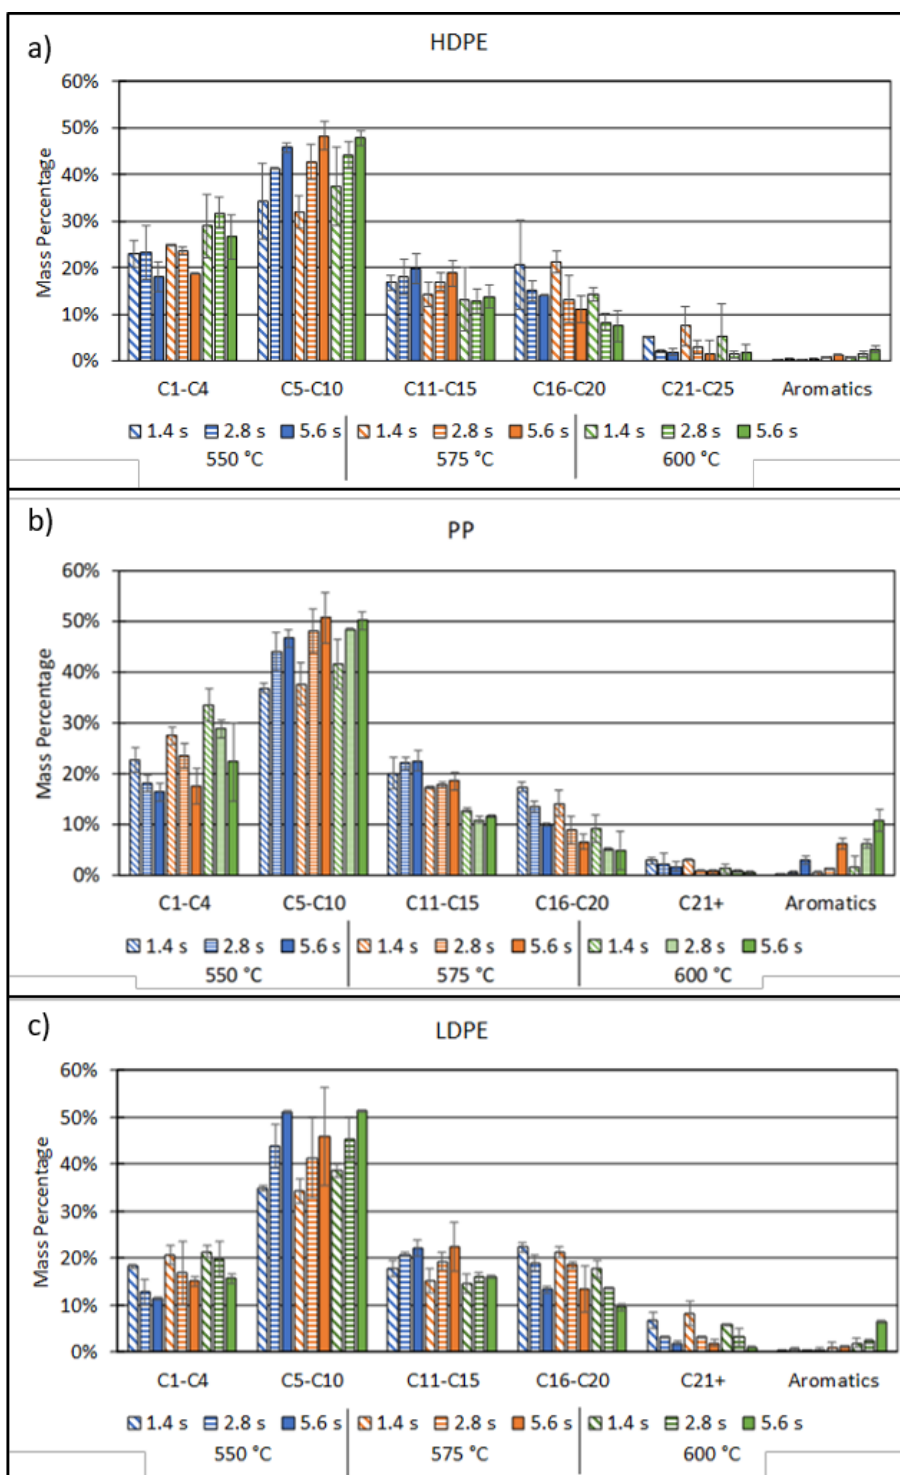 a)
HDPE
Mass Percentage
60%
50%
40%
30%
20%
10%
0%
C1-C4 C5-C10 C11-C15 C16-C20 C21-C25 Aromatics
1.4 s 2.8 s 5.6 s 1.4 s 2.8 s 5.6 s 1.4 s 2.8 s 5.6 s
550 °C 575 °C 600 °C
b)
PP
Mass Percentage
60%
50%
40%
30%
20%
10%
0%
C1-C4 C5-C10 C11-C15 C16-C20 C21+ Aromatics
1.4 s 2.8 s 5.6 s 1.4 s 2.8 s 5.6 s 1.4 s 2.8 s 5.6 s
550 °C 575 °C 600 °C
c)
LDPE
Mass Percentage
60%
50%
40%
30%
20%
10%
0%
C1-C4 C5-C10 C11-C15 C16-C20 C21+ Aromatics
1.4 s 2.8 s 5.6 s 1.4 s 2.8 s 5.6 s 1.4 s 2.8 s 5.6 s
550 °C 575 °C 600 °C